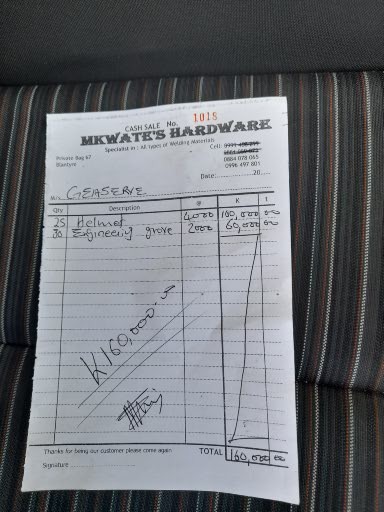 CASH SALE No. 1015
MKWATE'S HARDWARE
Specialist in: All types of Welding Materials
Private Bag 67
Blantyre
Cell:
0884 078 065
0996 497 801
Date: 20
M/s GEASERVE
Qty Description @ K t
25 Helmet 4000 100,000 00
30 Engineering grove 2000 60,000 00
K160,000.00
Thanks for being our customer please come again
TOTAL 160,000 00
Signature